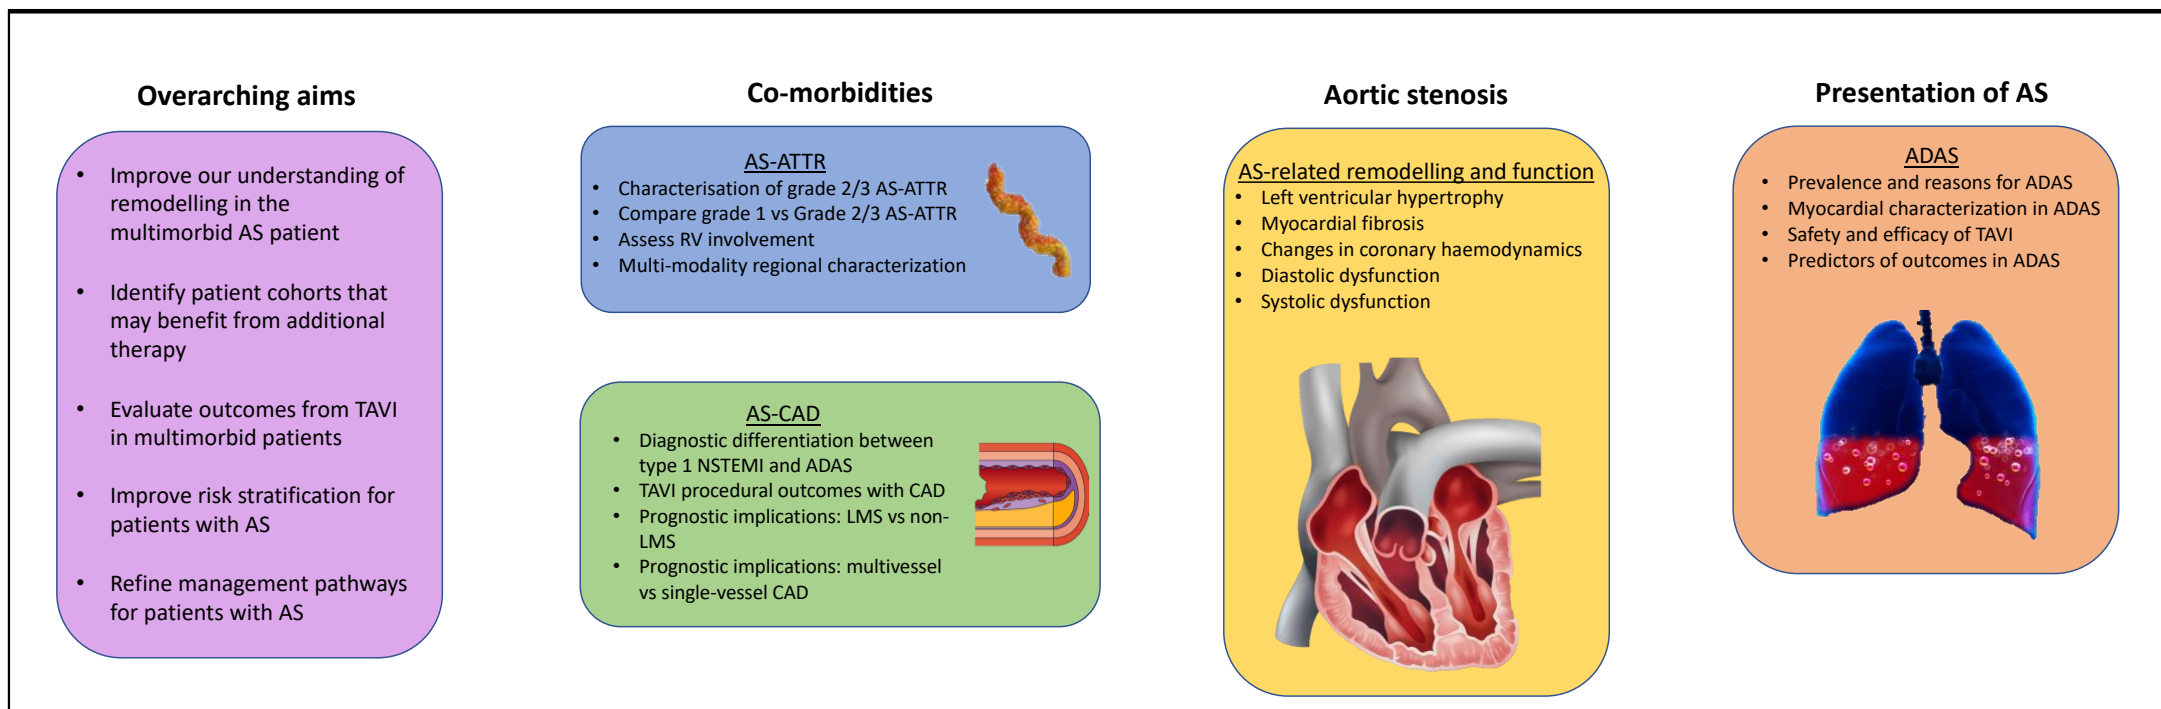 Overarching aims
• Improve our understanding of
remodelling in the
multimorbid AS patient
• Identify patient cohorts that
may benefit from additional
therapy
• Evaluate outcomes from TAVI
in multimorbid patients
• Improve risk stratification for
patients with AS
• Refine management pathways
for patients with AS
Co-morbidities
AS-ATTR
• Characterisation of grade 2/3 AS-ATTR
• Compare grade 1 vs Grade 2/3 AS-ATTR
• Assess RV involvement
• Multi-modality regional characterization
AS-CAD
• Diagnostic differentiation between
type 1 NSTEMI and ADAS
• TAVI procedural outcomes with CAD
• Prognostic implications: LMS vs non-
LMS
• Prognostic implications: multivessel
vs single-vessel CAD
Aortic stenosis
AS-related remodelling and function
• Left ventricular hypertrophy
• Myocardial fibrosis
• Changes in coronary haemodynamics
• Diastolic dysfunction
• Systolic dysfunction
Presentation of AS
ADAS
• Prevalence and reasons for ADAS
• Myocardial characterization in ADAS
• Safety and efficacy of TAVI
• Predictors of outcomes in ADAS